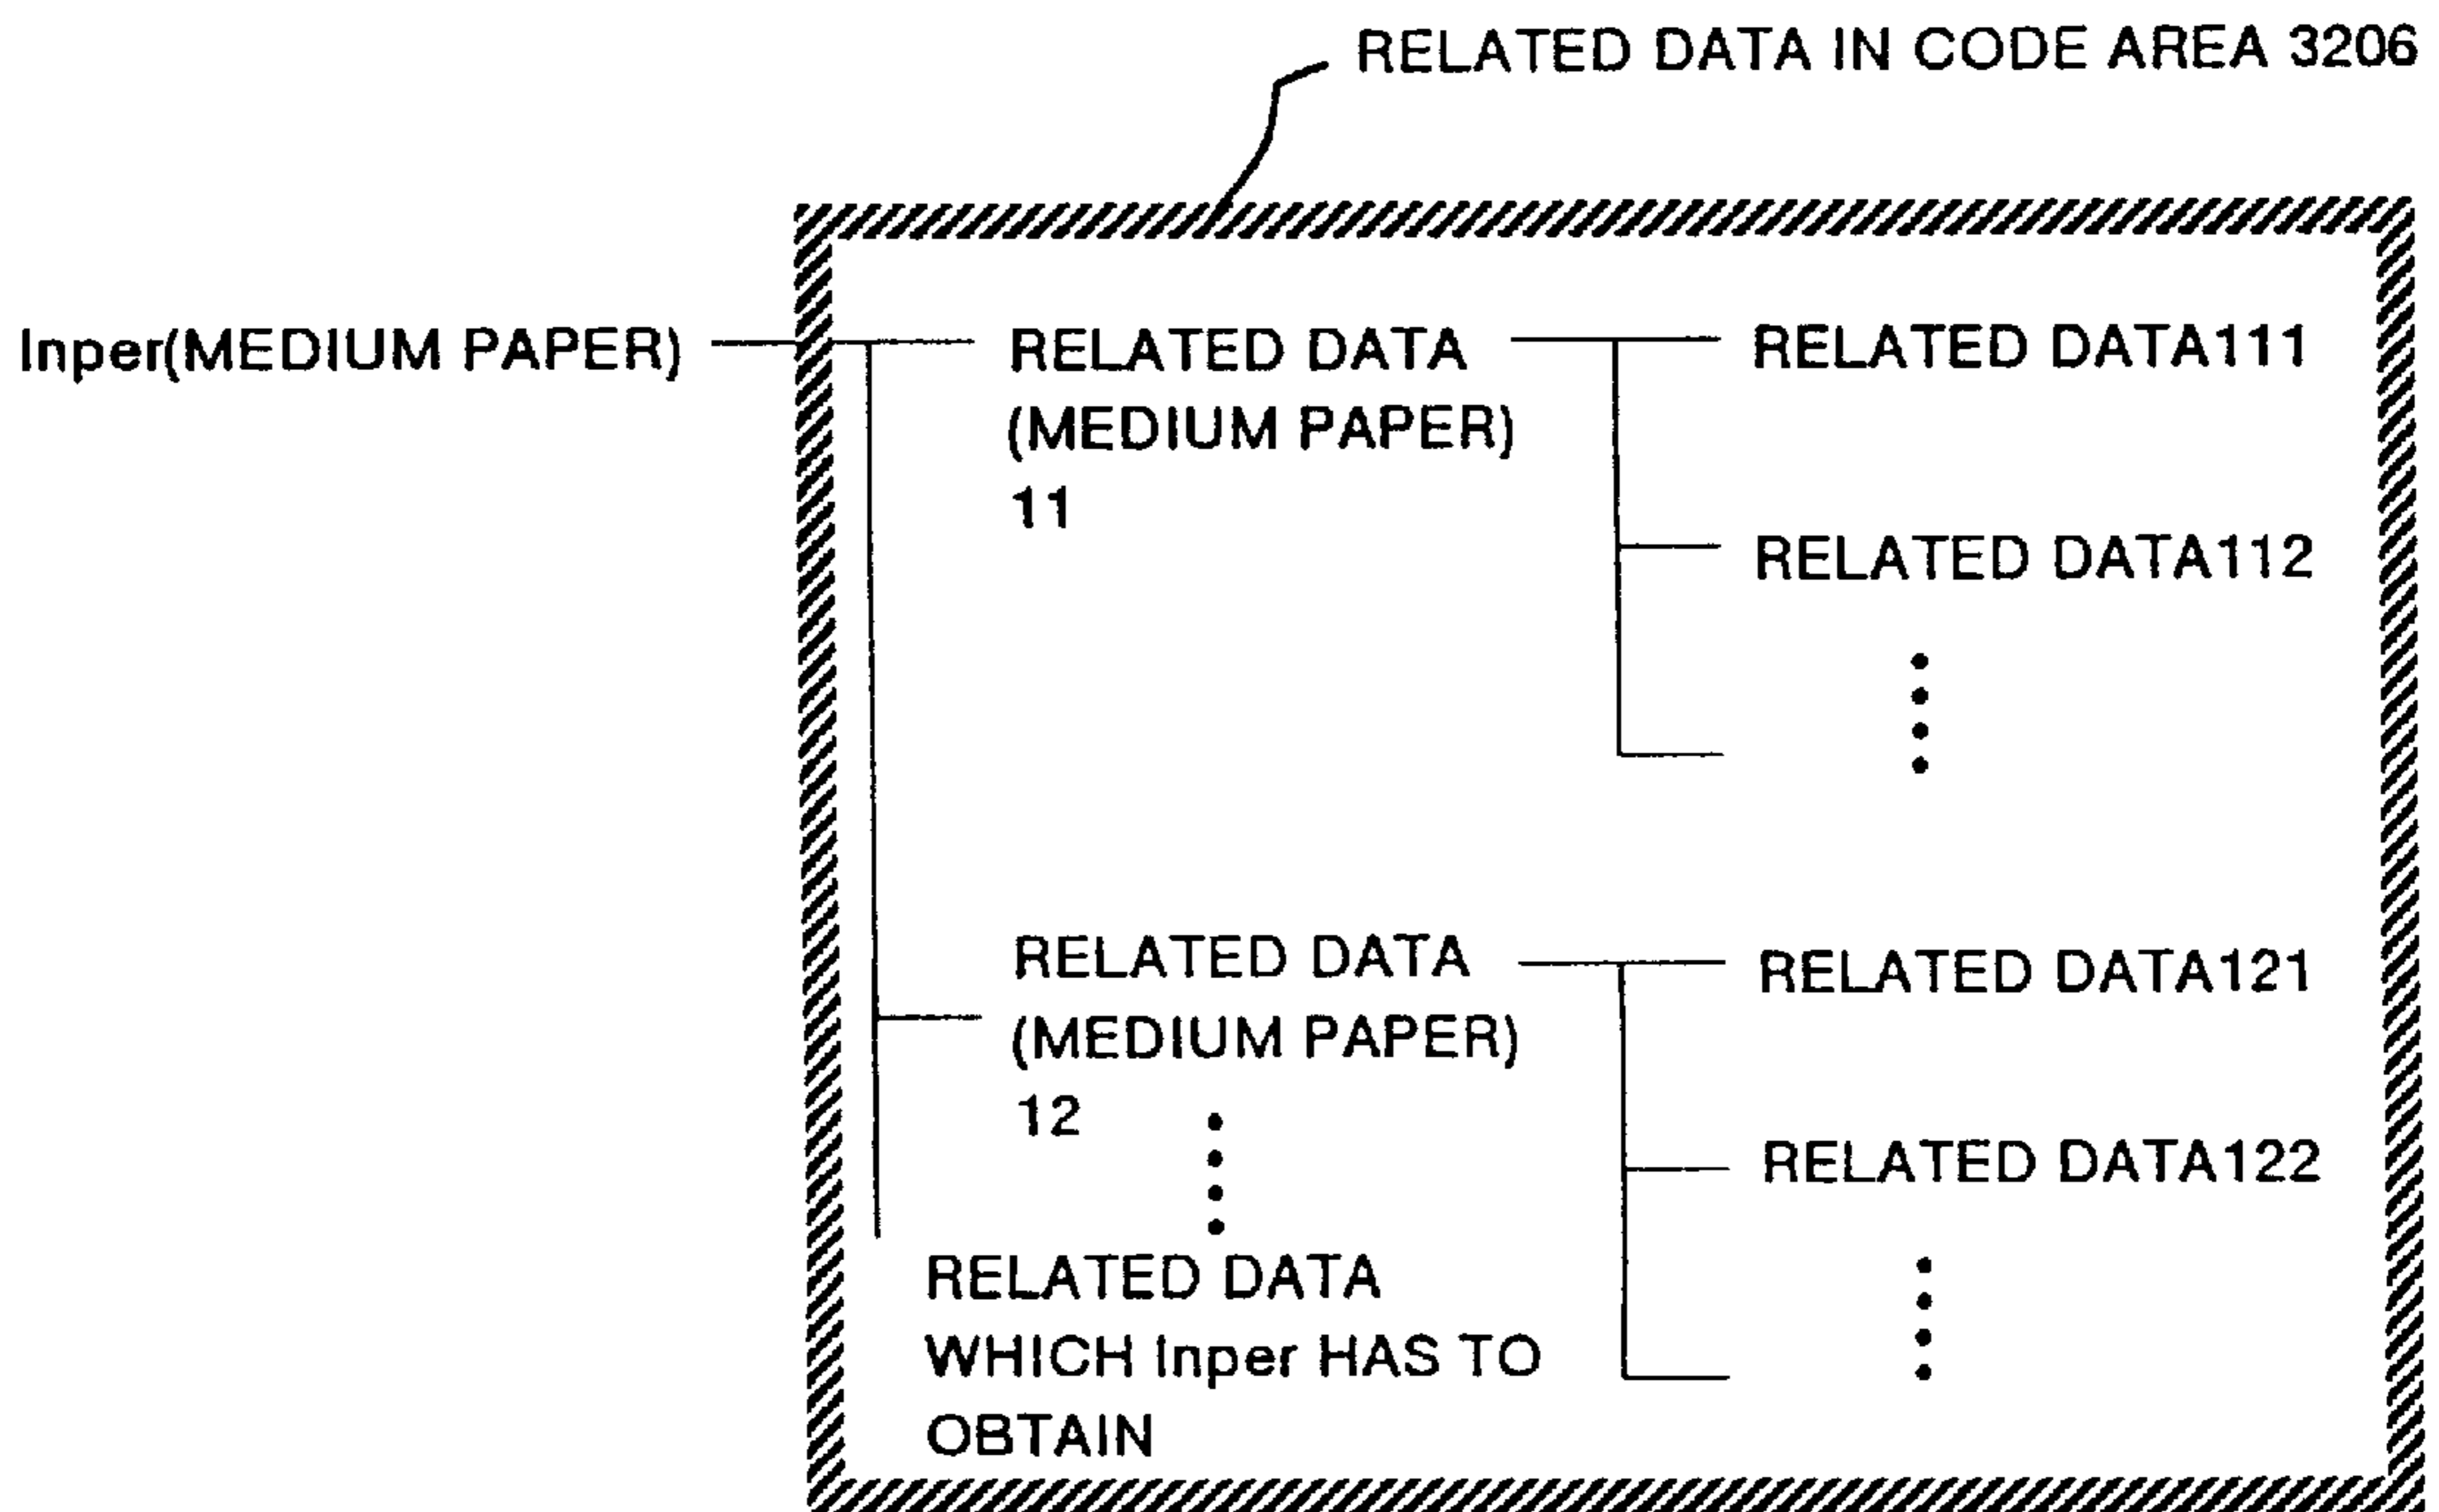 RELATED DATA IN CODE AREA 3206
Inper(MEDIUM PAPER)
RELATED DATA
(MEDIUM PAPER)
11
RELATED DATA111
RELATED DATA112
RELATED DATA
(MEDIUM PAPER)
12
RELATED DATA121
RELATED DATA122
RELATED DATA
WHICH Inper HAS TO
OBTAIN